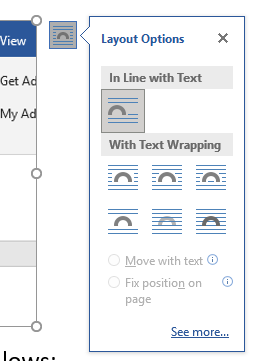 View
Layout Options
Get Ad
In Line with Text
My Ad
With Text Wrapping
Move with text
Fix position on
page
See more...
lows: